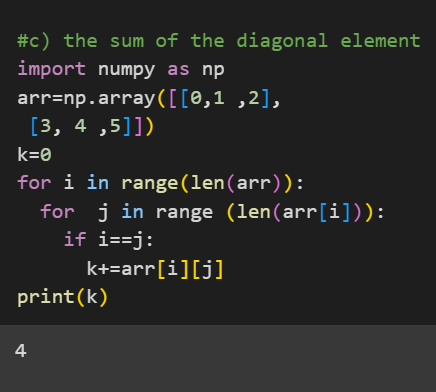 #c) the sum of the diagonal element
import numpy as np
arr=np.array([[0,1 ,2],
 [3, 4 ,5]])
k=0
for i in range(len(arr)):
  for  j in range (len(arr[i])):
    if i==j:
      k+=arr[i][j]
print(k)
4